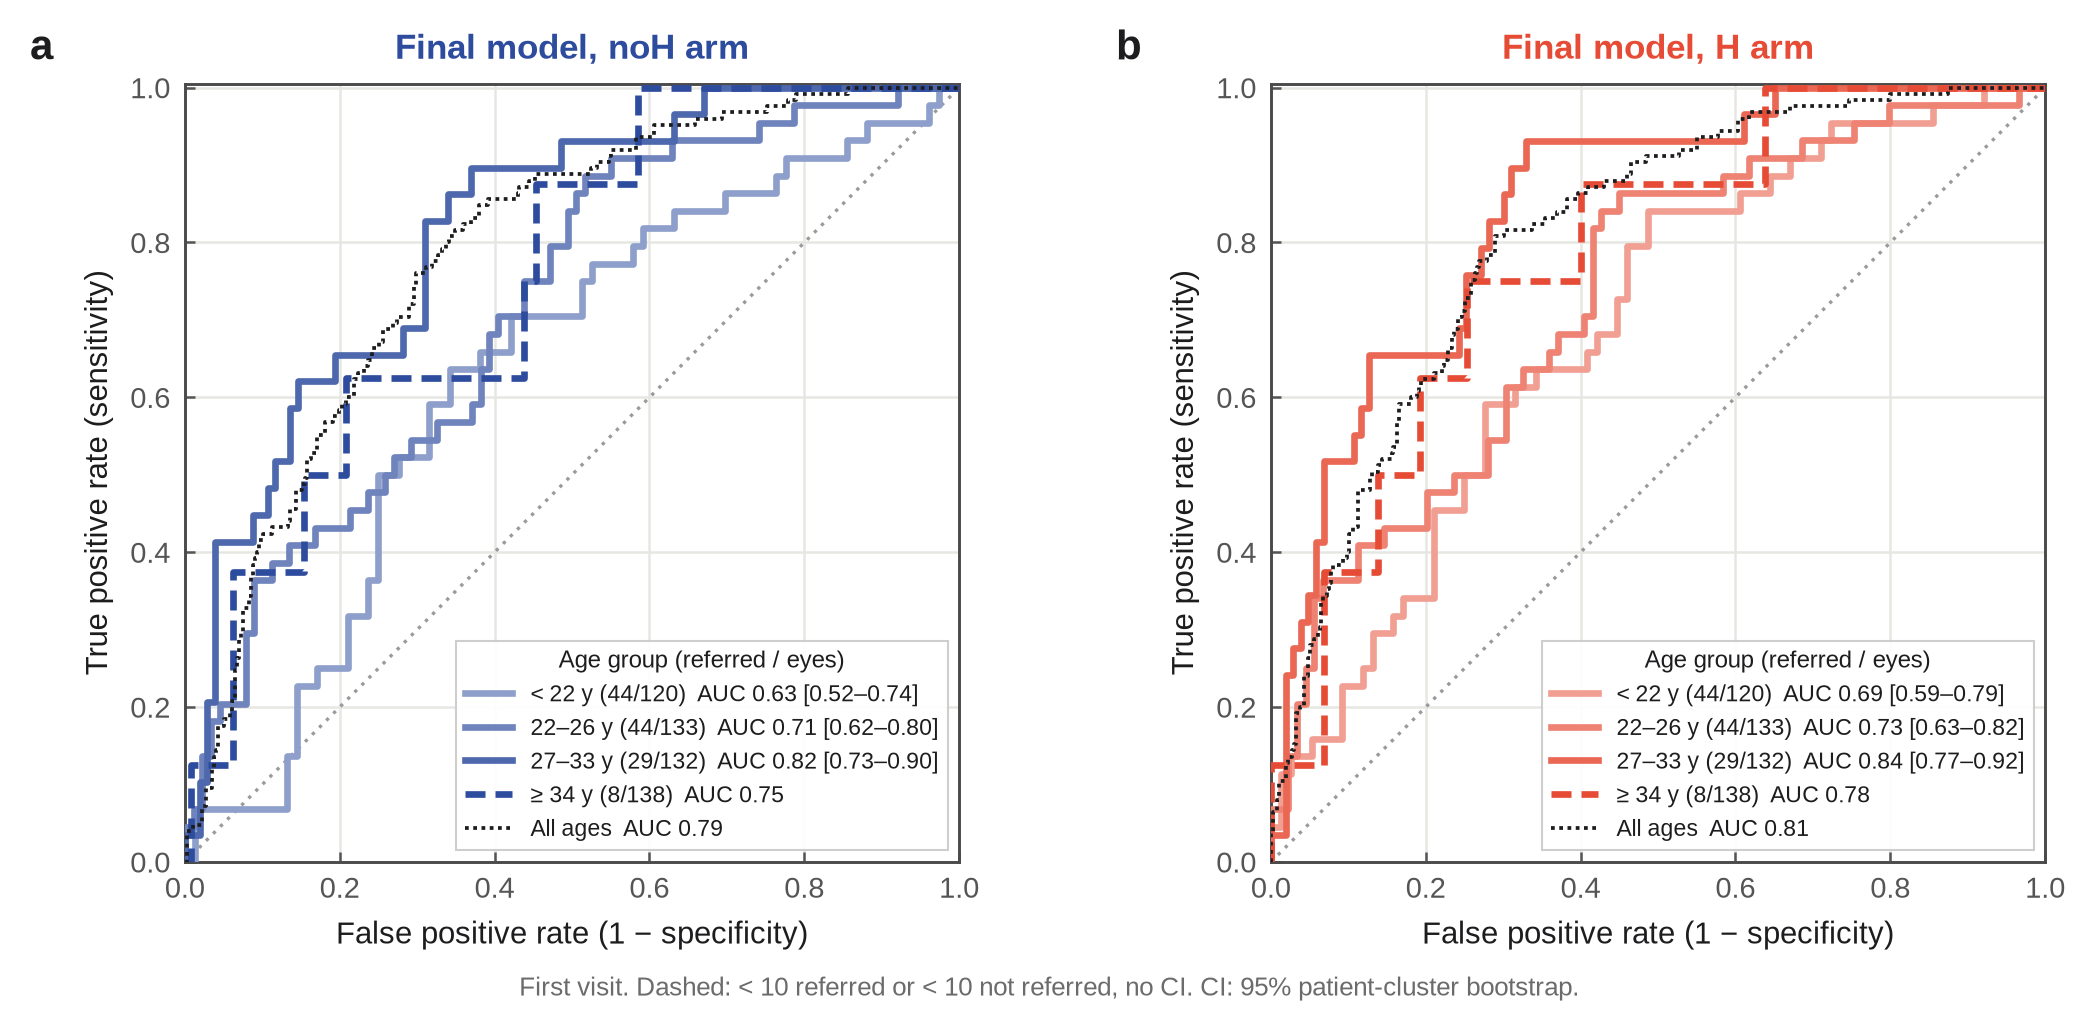 a
Final model, noH arm
True positive rate (sensitivity)
1.0
0.8
0.6
0.4
0.2
0.0
0.0 0.2 0.4 0.6 0.8 1.0
False positive rate (1 − specificity)
Age group (referred / eyes)
< 22 y (44/120) AUC 0.63 [0.52–0.74]
22–26 y (44/133) AUC 0.71 [0.62–0.80]
27–33 y (29/132) AUC 0.82 [0.73–0.90]
≥ 34 y (8/138) AUC 0.75
All ages AUC 0.79
b
Final model, H arm
True positive rate (sensitivity)
1.0
0.8
0.6
0.4
0.2
0.0
0.0 0.2 0.4 0.6 0.8 1.0
False positive rate (1 − specificity)
Age group (referred / eyes)
< 22 y (44/120) AUC 0.69 [0.59–0.79]
22–26 y (44/133) AUC 0.73 [0.63–0.82]
27–33 y (29/132) AUC 0.84 [0.77–0.92]
≥ 34 y (8/138) AUC 0.78
All ages AUC 0.81
First visit. Dashed: < 10 referred or < 10 not referred, no CI. CI: 95% patient-cluster bootstrap.